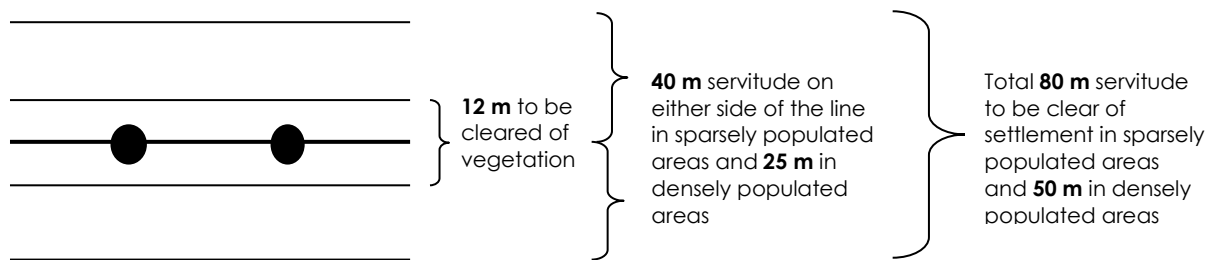 12 m to be
cleared of
vegetation
40 m servitude on
either side of the line
in sparsely populated
areas and 25 m in
densely populated
areas
Total 80 m servitude
to be clear of
settlement in sparsely
populated areas
and 50 m in densely
populated areas